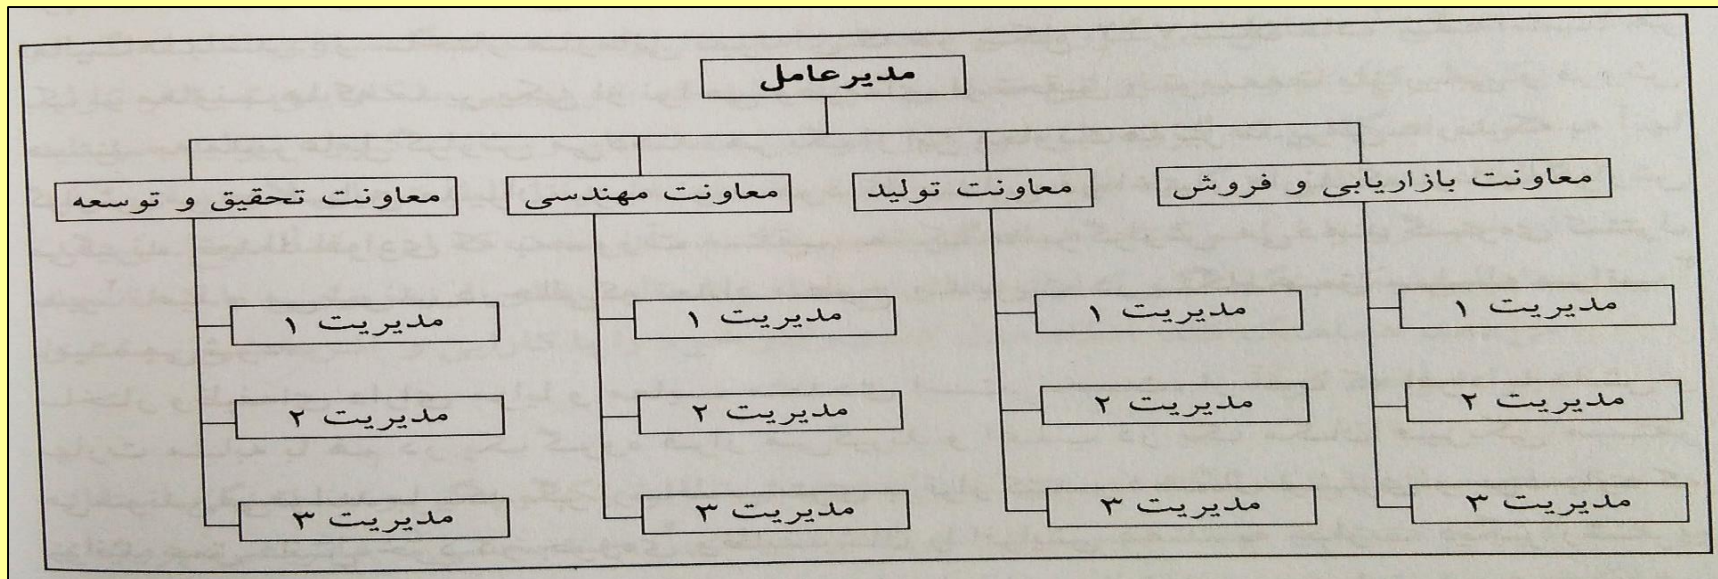 مدیرعامل
معاونت بازاریابی و فروش
معاونت تولید
معاونت مهندسی
معاونت تحقیق و توسعه
مدیریت ۱
مدیریت ۱
مدیریت ۱
مدیریت ۱
مدیریت ۲
مدیریت ۲
مدیریت ۲
مدیریت ۲
مدیریت ۳
مدیریت ۳
مدیریت ۳
مدیریت ۳